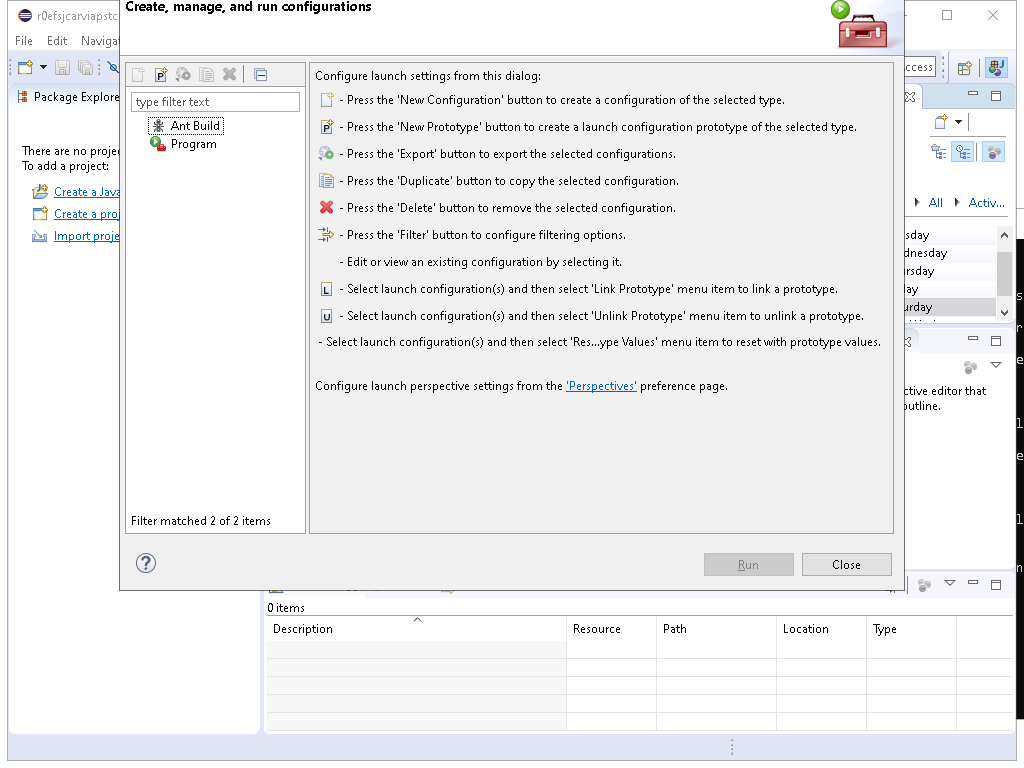 Create, manage, and run configurations
r0efsjcarviapstc
File Edit Navigat
ccess
Package Explore
type filter text
Ant Build
Program
Filter matched 2 of 2 items
There are no projec
To add a project:
Create a Java
Create a proj
Import proje
Configure launch settings from this dialog:
- Press the 'New Configuration' button to create a configuration of the selected type.
- Press the 'New Prototype' button to create a launch configuration prototype of the selected type.
- Press the 'Export' button to export the selected configurations.
- Press the 'Duplicate' button to copy the selected configuration.
- Press the 'Delete' button to remove the selected configuration.
- Press the 'Filter' button to configure filtering options.
- Edit or view an existing configuration by selecting it.
- Select launch configuration(s) and then select 'Link Prototype' menu item to link a prototype.
- Select launch configuration(s) and then select 'Unlink Prototype' menu item to unlink a prototype.
- Select launch configuration(s) and then select 'Res...ype Values' menu item to reset with prototype values.
Configure launch perspective settings from the 'Perspectives' preference page.
Run
Close
All Activ...
sday
dnesday
rsday
ay
urday
ctive editor that
outline.
0 items
Description Resource Path Location Type